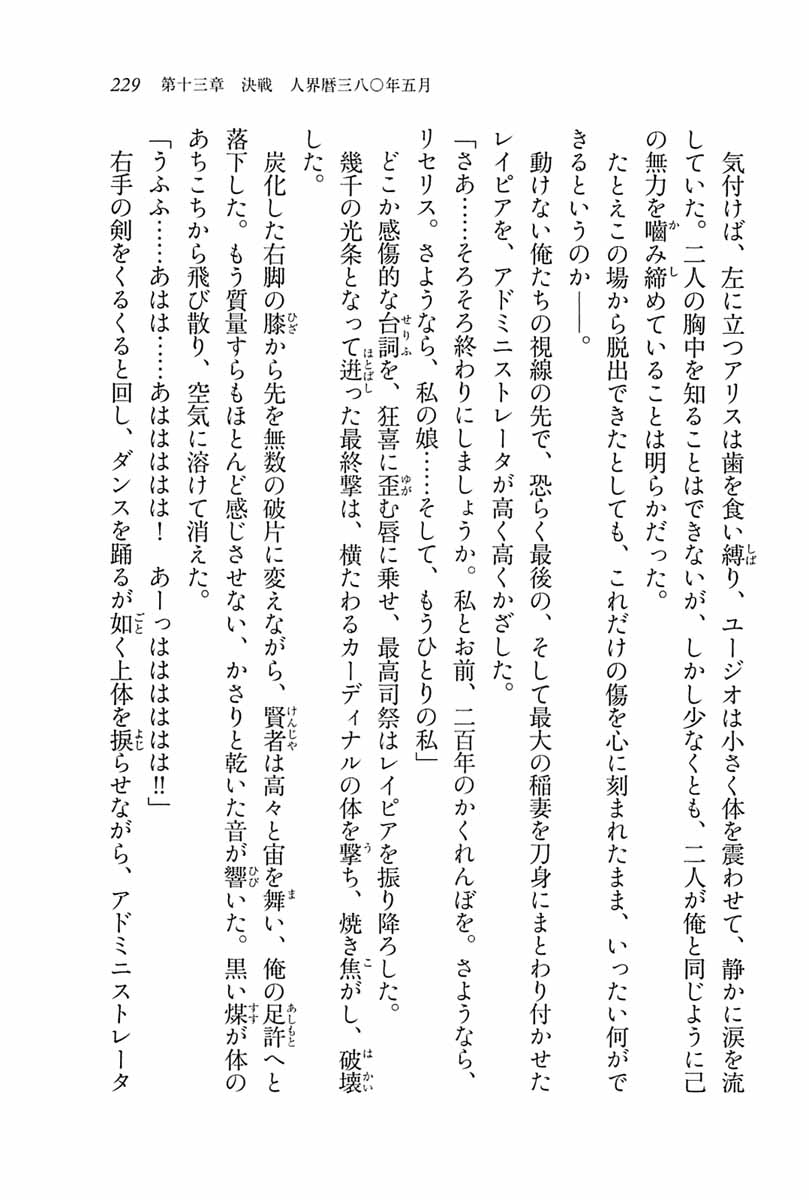 229 第十三章 決戦 人界暦三八〇年五月
気付けば、左に立つアリスは歯を食い縛り、ユージオは小さく体を震わせて、静かに涙を流
していた。二人の胸中を知ることはできないが、しかし少なくとも、二人が俺と同じように己
の無力を嚙み締めていることは明らかだった。
たとえこの場から脱出できたとしても、これだけの傷を心に刻まれたまま、いったい何がで
きるというのか――。
動けない俺たちの視線の先で、恐らく最後の、そして最大の稲妻を刀身にまとわり付かせた
レイピアを、アドミニストレータが高く高くかざした。
「さあ……そろそろ終わりにしましょうか。私とお前、二百年のかくれんぼを。さようなら、
リセリス。さようなら、私の娘……そして、もうひとりの私」
どこか感傷的な台詞を、狂喜に歪む唇に乗せ、最高司祭はレイピアを振り降ろした。
幾千の光条となって迸った最終撃は、横たわるカーディナルの体を撃ち、焼き焦がし、破壊
した。
炭化した右脚の膝から先を無数の破片に変えながら、賢者は高々と宙を舞い、俺の足許へと
落下した。もう質量すらもほとんど感じさせない、かさりと乾いた音が響いた。黒い煤が体の
あちこちから飛び散り、空気に溶けて消えた。
「うふふ……あはは……あはははは！　あーっはははははは!!」
右手の剣をくるくると回し、ダンスを踊るが如く上体を捩らせながら、アドミニストレータ